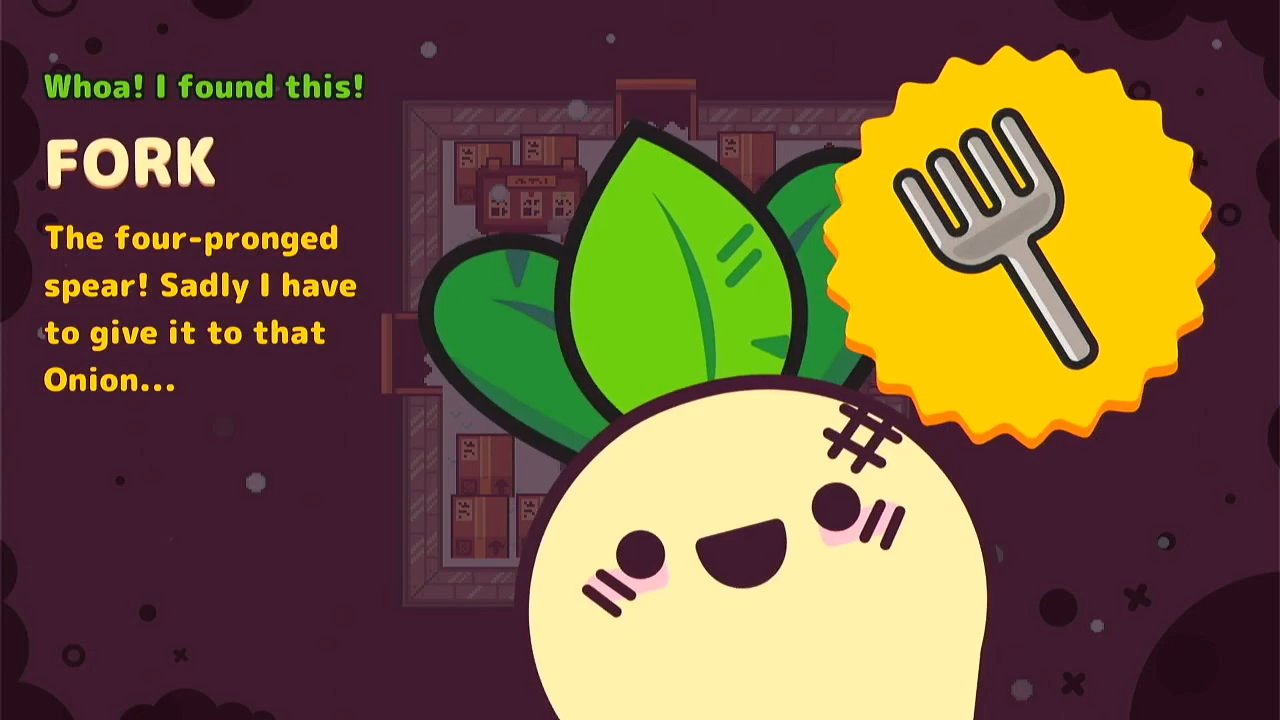 Whoa! I found this!
FORK
The four-pronged
spear! Sadly I have
to give it to that
Onion...